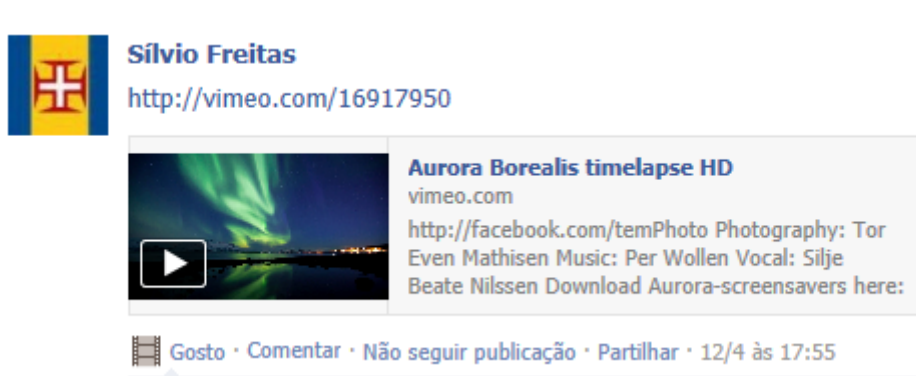 Sílvio Freitas
http://vimeo.com/16917950
Aurora Borealis timelapse HD
vimeo.com
http://facebook.com/temPhoto Photography: Tor
Even Mathisen Music: Per Wollen Vocal: Silje
Beate Nilssen Download Aurora-screensavers here:
Gosto · Comentar · Não seguir publicação · Partilhar · 12/4 às 17:55